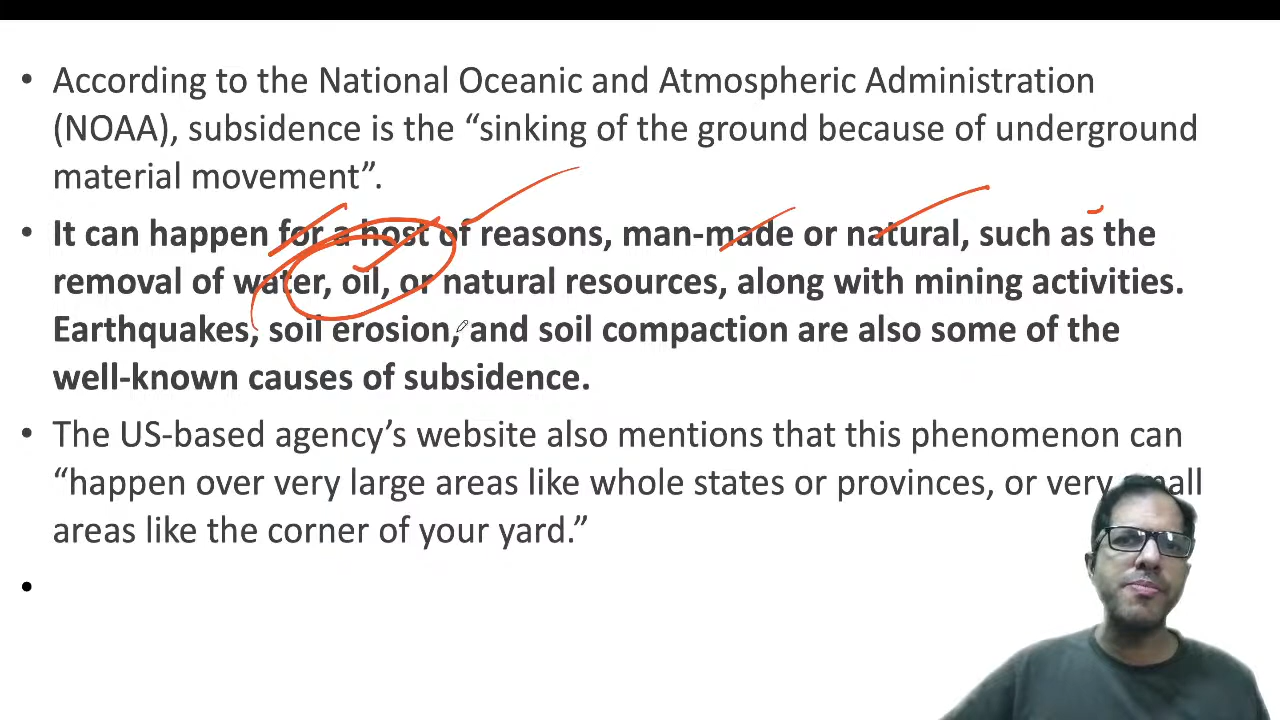 • According to the National Oceanic and Atmospheric Administration
(NOAA), subsidence is the “sinking of the ground because of underground
material movement”.
• It can happen for a host of reasons, man-made or natural, such as the
removal of water, oil, or natural resources, along with mining activities.
Earthquakes, soil erosion, and soil compaction are also some of the
well-known causes of subsidence.
• The US-based agency’s website also mentions that this phenomenon can
“happen over very large areas like whole states or provinces, or very small
areas like the corner of your yard.”
•